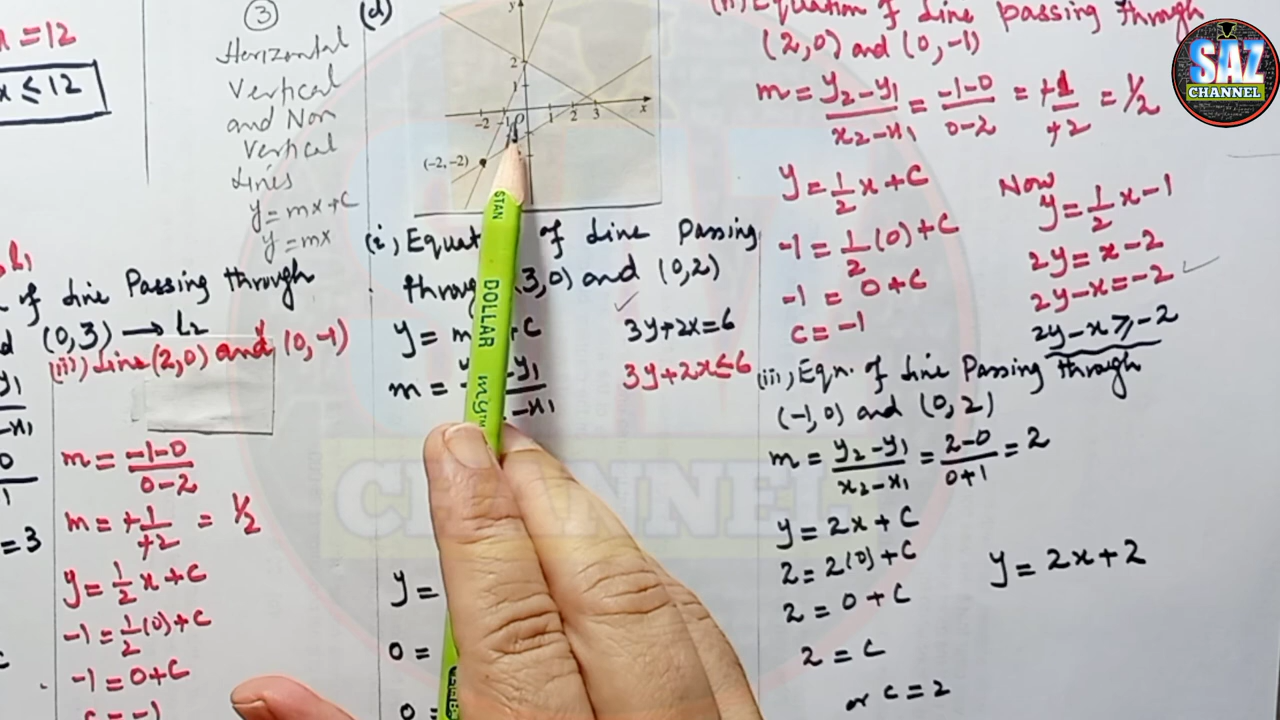 x = 12
x ≤ 12
③
Horizontal
Vertical
and Non
Vertical
Lines
y = mx + c
y = mx
of Line Passing through
(0,3) → L2
(iii) Line (2,0) and (0,-1)
m = -1-0 / 0-2
m = +1 / +2 = 1/2
y = 1/2 x + c
-1 = 1/2 (0) + c
-1 = 0 + c
c = -1
= 3
(d)
y
2
1
-2 -1 1 2 3 x
(-2, -2)
(i) Equation of Line Passing
through (3,0) and (0,2)
3y + 2x = 6
3y + 2x ≤ 6
y =
0 =
STAN
DOLLAR my™
(ii) Equation of Line passing through
(2,0) and (0,-1)
m = y2 - y1 / x2 - x1 = -1-0 / 0-2 = +1 / +2 = 1/2
y = 1/2 x + c
-1 = 1/2 (0) + c
-1 = 0 + c
c = -1
Now
y = 1/2 x - 1
2y = x - 2
2y - x = -2
2y - x ≥ -2
(iii) Eqn. of Line Passing through
(-1,0) and (0,2)
m = y2 - y1 / x2 - x1 = 2-0 / 0+1 = 2
y = 2x + c
2 = 2(0) + c
2 = 0 + c
2 = c
or c = 2
y = 2x + 2
SAZ
CHANNEL
CHANNEL